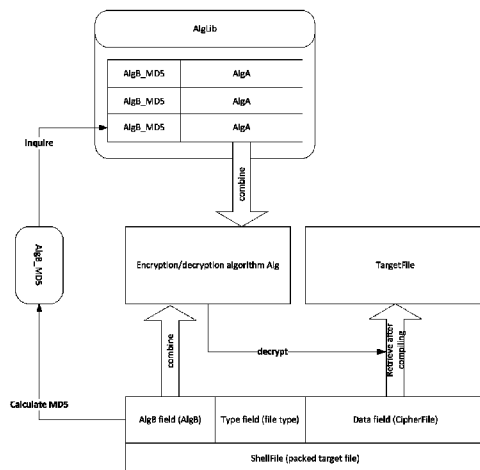 AlgLib
AlgB_MD5 AlgA
AlgB_MD5 AlgA
AlgB_MD5 AlgA
Inquire
combine
AlgB_MD5
Encryption/decryption algorithm Alg
TargetFile
combine
decrypt
Retrieve after
compiling
Calculate MD5
AlgB field (AlgB) Type field (file type) Data field (CipherFile)
ShellFile (packed target file)